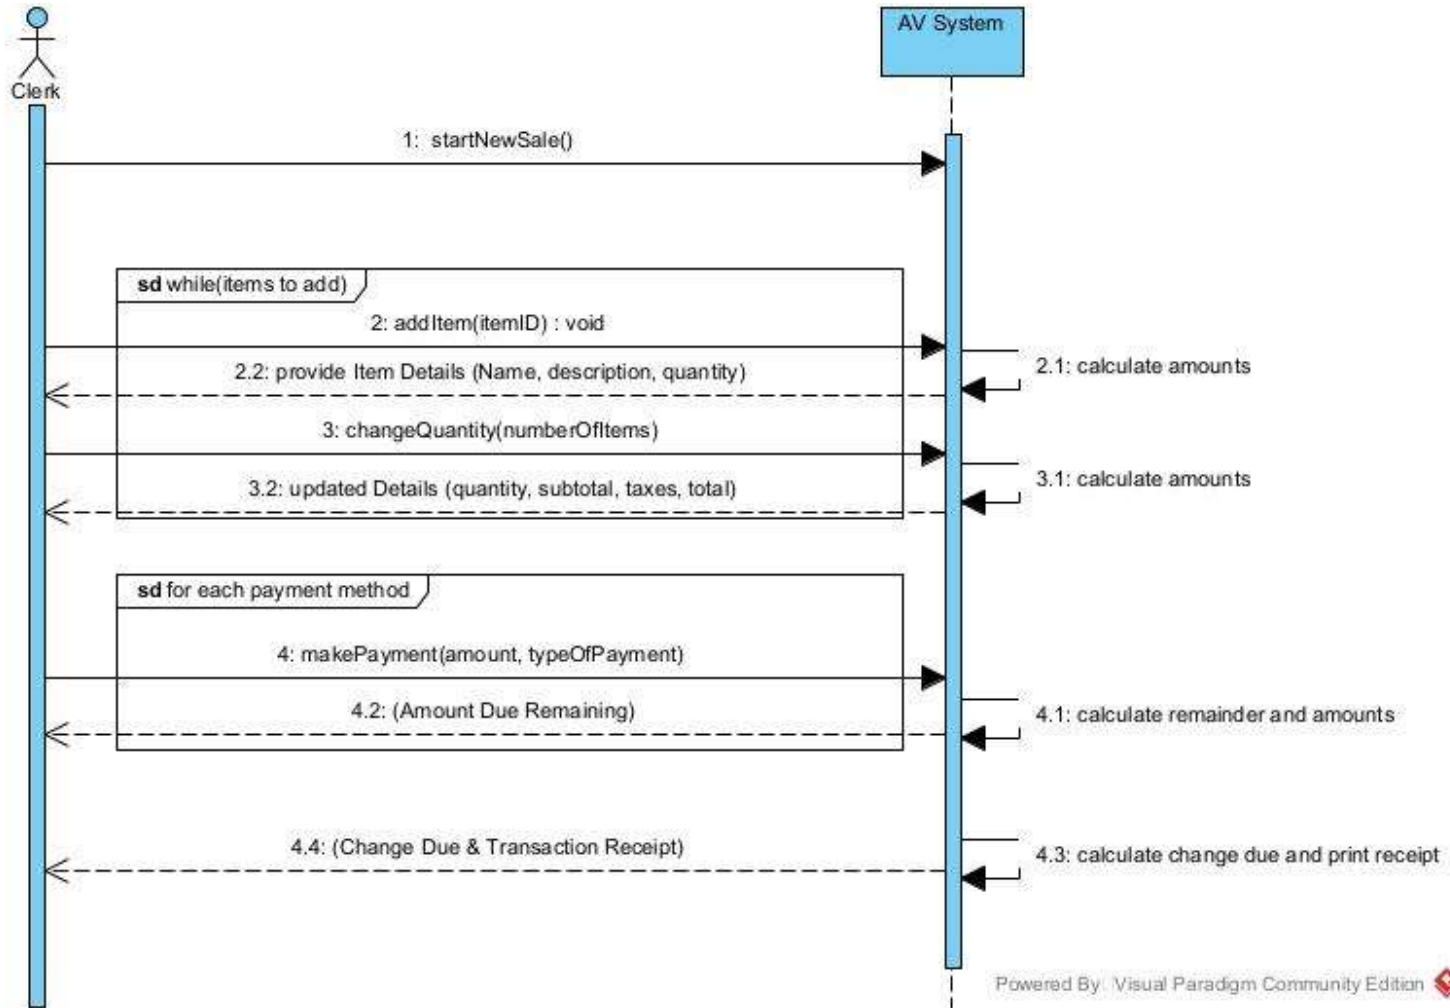 AV System
Clerk
1: startNewSale()
sd while(items to add)
2: addItem(itemID) : void
2.1: calculate amounts
2.2: provide Item Details (Name, description, quantity)
3: changeQuantity(numberOfItems)
3.1: calculate amounts
3.2: updated Details (quantity, subtotal, taxes, total)
sd for each payment method
4: makePayment(amount, typeOfPayment)
4.2: (Amount Due Remaining)
4.1: calculate remainder and amounts
4.4: (Change Due & Transaction Receipt)
4.3: calculate change due and print receipt
Powered By Visual Paradigm Community Edition